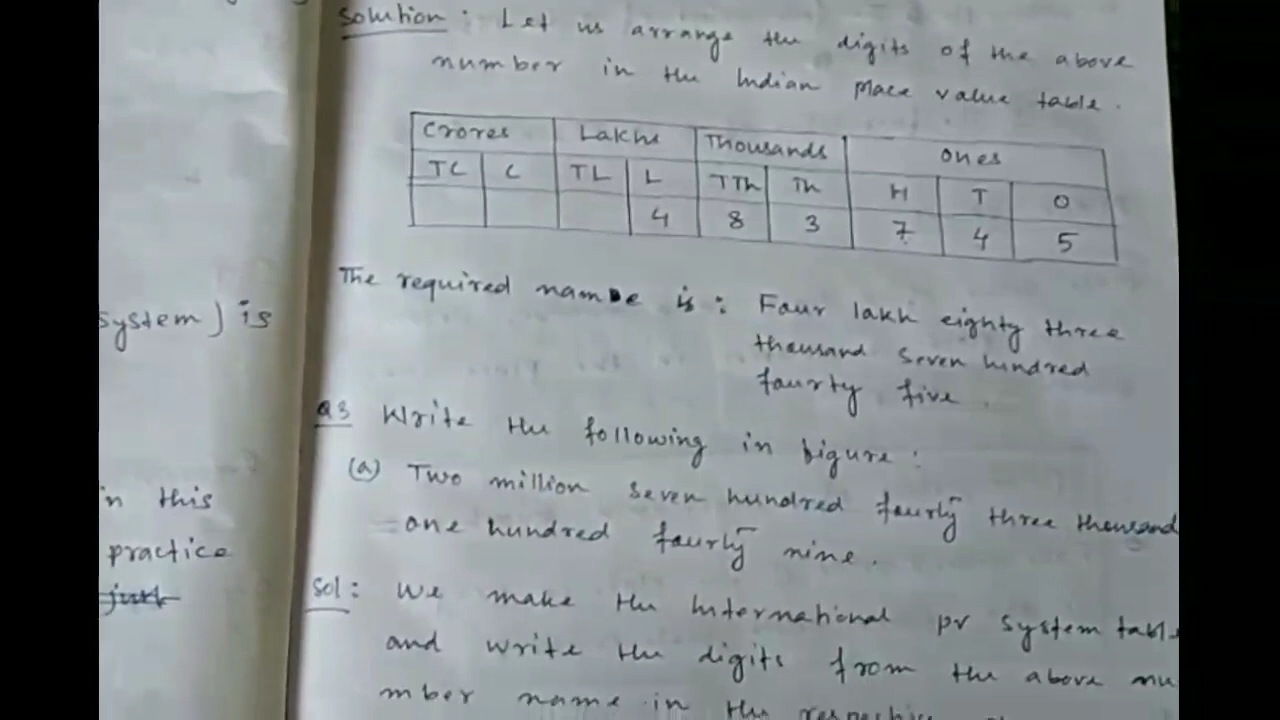 system) is
in this
practice
just
Solution : Let us arrange the digits of the above
number in the Indian place value table.
Crores Lakhs Thousands Ones
TC C TL L TTh Th H T O
4 8 3 7 4 5
The required name is : Four lakh eighty three
thousand seven hundred
fourty five.
Q3 Write the following in figure :
(a) Two million seven hundred fourty three thousand
one hundred fourty nine.
Sol : We make the International pv system table
and write the digits from the above nu
mber name in the